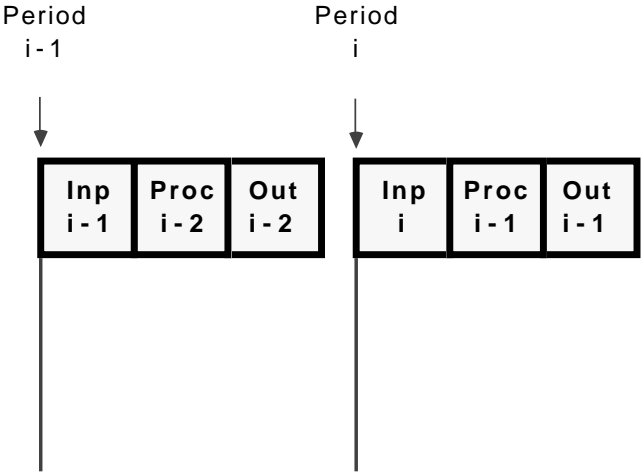 Period
i-1
Period
i
Inp
i-1
Proc
i-2
Out
i-2
Inp
i
Proc
i-1
Out
i-1